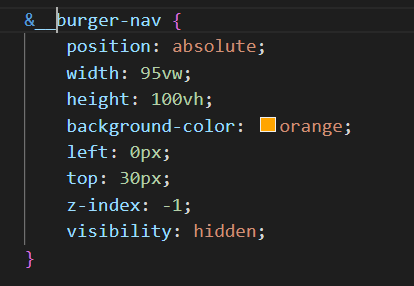 &__burger-nav {
position: absolute;
width: 95vw;
height: 100vh;
background-color: orange;
left: 0px;
top: 30px;
z-index: -1;
visibility: hidden;
}